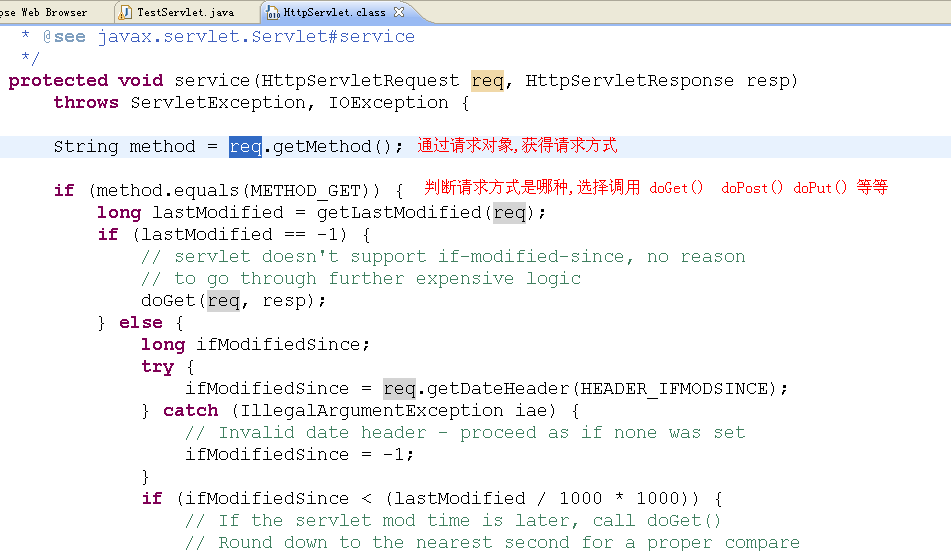 pse Web Browser TestServlet.java HttpServlet.class
* @see javax.servlet.Servlet#service
*/
protected void service(HttpServletRequest req, HttpServletResponse resp)
throws ServletException, IOException {
String method = req.getMethod(); 通过请求对象,获得请求方式
if (method.equals(METHOD_GET)) { 判断请求方式是哪种,选择调用 doGet() doPost() doPut() 等等
long lastModified = getLastModified(req);
if (lastModified == -1) {
// servlet doesn't support if-modified-since, no reason
// to go through further expensive logic
doGet(req, resp);
} else {
long ifModifiedSince;
try {
ifModifiedSince = req.getDateHeader(HEADER_IFMODSINCE);
} catch (IllegalArgumentException iae) {
// Invalid date header - proceed as if none was set
ifModifiedSince = -1;
}
if (ifModifiedSince < (lastModified / 1000 * 1000)) {
// If the servlet mod time is later, call doGet()
// Round down to the nearest second for a proper compare